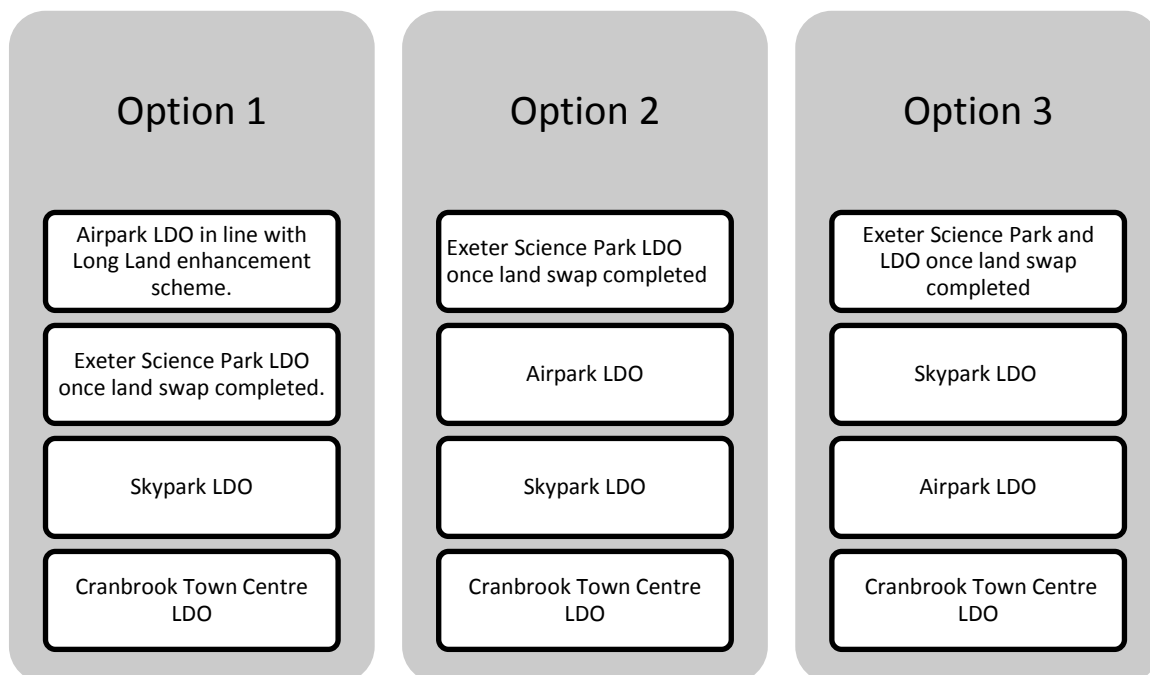 Option 1
Airpark LDO in line with
Long Land enhancement
scheme.
Exeter Science Park LDO
once land swap completed.
Skypark LDO
Cranbrook Town Centre
LDO
Option 2
Exeter Science Park LDO
once land swap completed
Airpark LDO
Skypark LDO
Cranbrook Town Centre
LDO
Option 3
Exeter Science Park and
LDO once land swap
completed
Skypark LDO
Airpark LDO
Cranbrook Town Centre
LDO